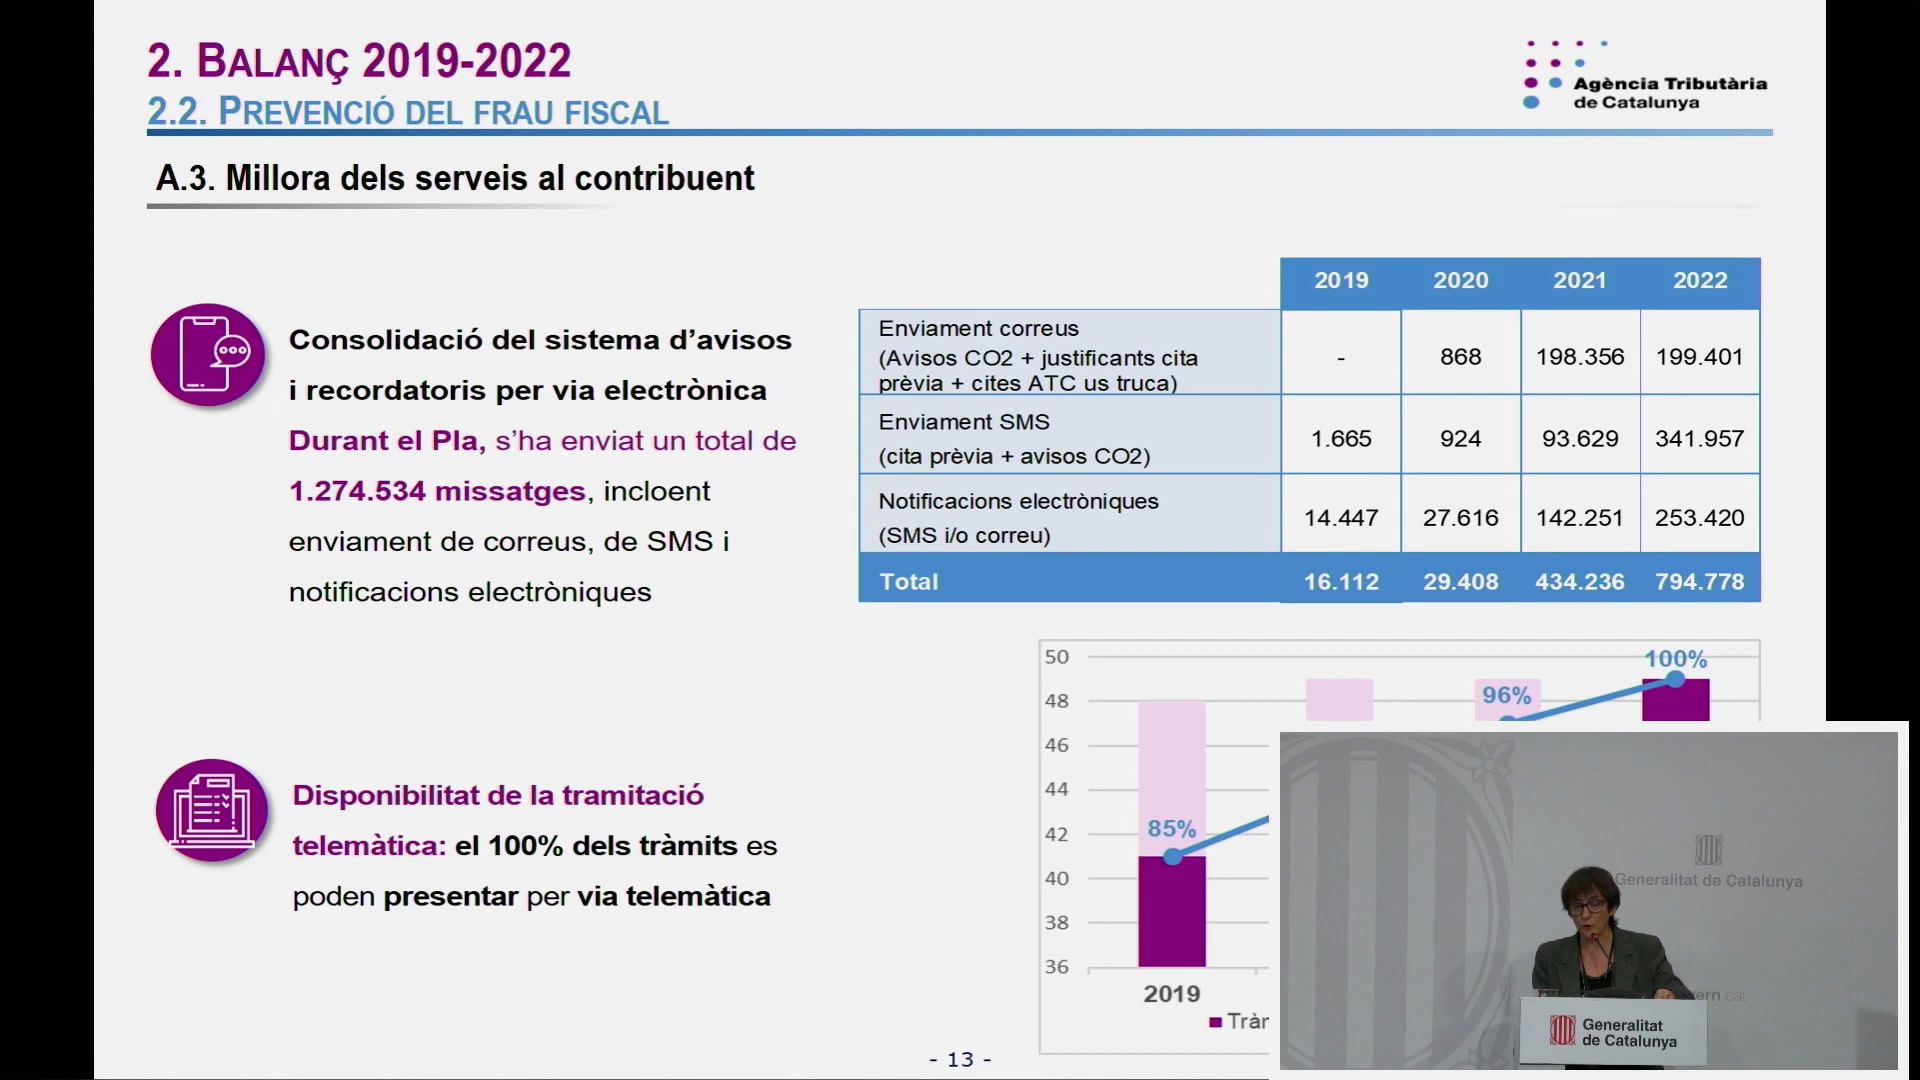 2. BALANÇ 2019-2022
2.2. PREVENCIÓ DEL FRAU FISCAL
Agència Tributària
de Catalunya
A.3. Millora dels serveis al contribuent
Consolidació del sistema d’avisos
i recordatoris per via electrònica
Durant el Pla, s’ha enviat un total de
1.274.534 missatges, incloent
enviament de correus, de SMS i
notificacions electròniques
2019 2020 2021 2022
Enviament correus
(Avisos CO2 + justificants cita
prèvia + cites ATC us truca)
- 868 198.356 199.401
Enviament SMS
(cita prèvia + avisos CO2)
1.665 924 93.629 341.957
Notificacions electròniques
(SMS i/o correu)
14.447 27.616 142.251 253.420
Total 16.112 29.408 434.236 794.778
Disponibilitat de la tramitació
telemàtica: el 100% dels tràmits es
poden presentar per via telemàtica
50
48
46
44
42
40
38
36
85%
96%
100%
2019
Generalitat de Catalunya
Generalitat
de Catalunya
- 13 -